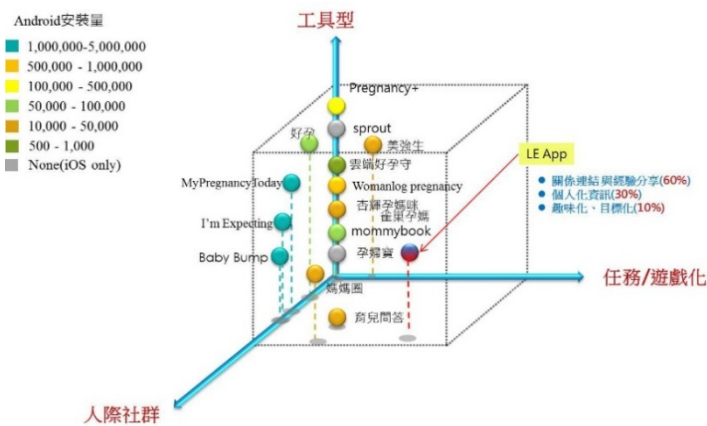 Android安裝量
1,000,000-5,000,000
500,000 - 1,000,000
100,000 - 500,000
50,000 - 100,000
10,000 - 50,000
500 - 1,000
None(iOS only)
工具型
Pregnancy+
sprout
好孕
美強生
雲端好孕守
MyPregnancyToday
Womanlog pregnancy
杏輝孕媽咪
雀巢孕媽
I'm Expecting
mommybook
Baby Bump
孕婦寶
媽媽圈
育兒問答
LE App
關係連結與經驗分享(60%)
個人化資訊(30%)
趣味化、目標化(10%)
任務/遊戲化
人際社群